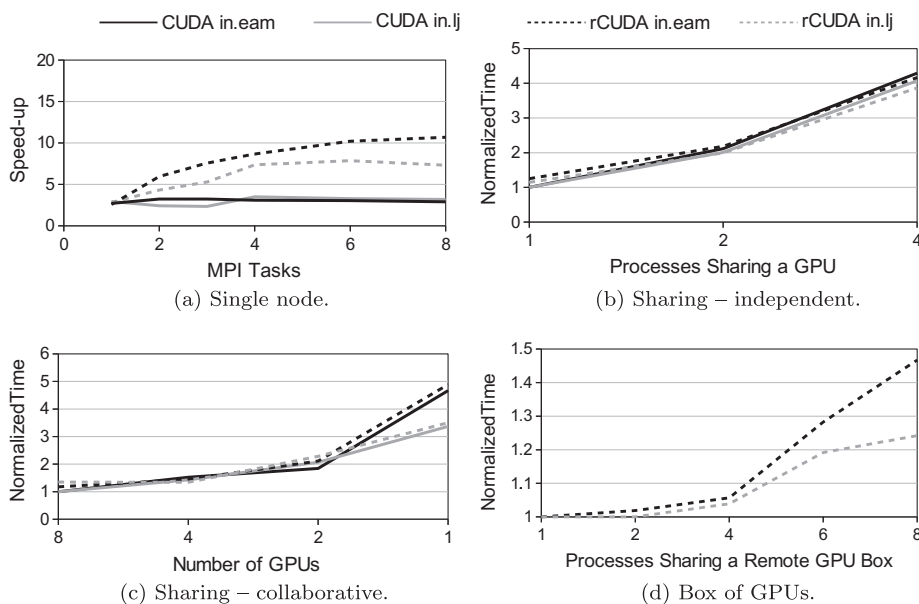 CUDA in.eam
CUDA in.lj
rCUDA in.eam
rCUDA in.lj
Speed-up
20
15
10
5
0
0 2 4 6 8
MPI Tasks
(a) Single node.
NormalizedTime
5
4
3
2
1
0
1 2 4
Processes Sharing a GPU
(b) Sharing – independent.
NormalizedTime
6
5
4
3
2
1
0
8 4 2 1
Number of GPUs
(c) Sharing – collaborative.
NormalizedTime
1.5
1.4
1.3
1.2
1.1
1
1 2 4 6 8
Processes Sharing a Remote GPU Box
(d) Box of GPUs.